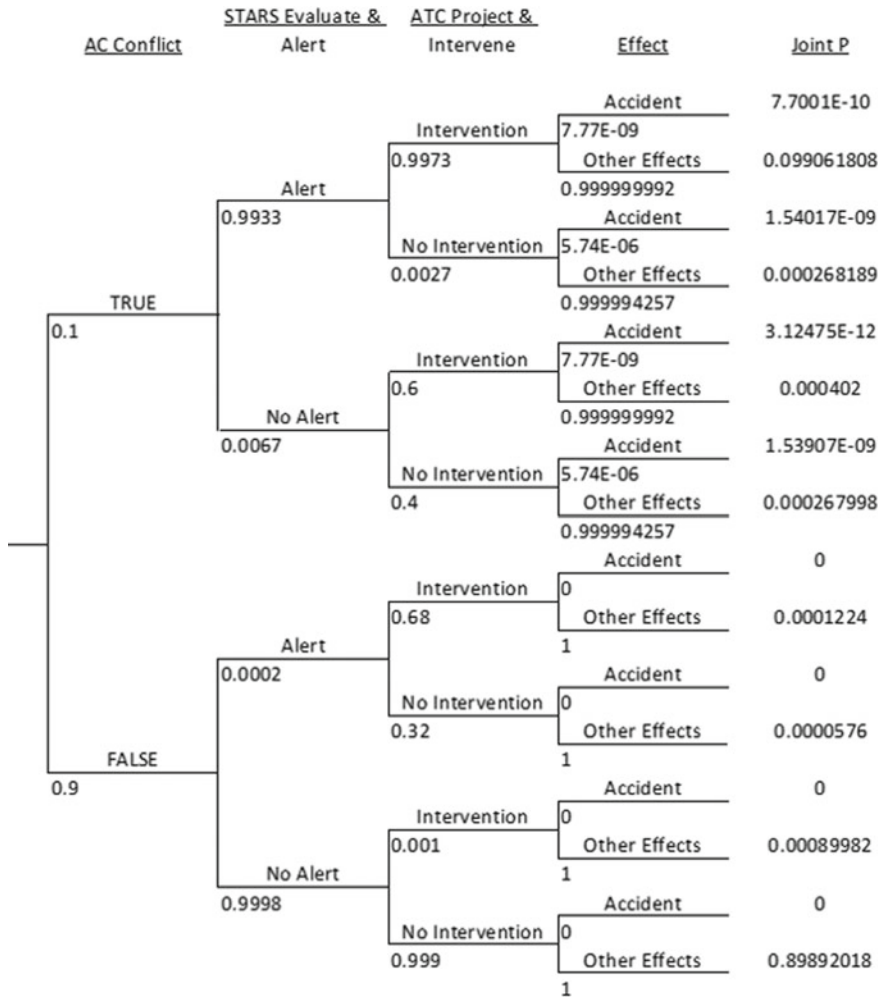 STARS Evaluate & ATC Project &
AC Conflict Alert Intervene Effect Joint P
Accident 7.7001E-10
Intervention 7.77E-09
0.9973 Other Effects 0.099061808
Alert 0.999999992
0.9933 Accident 1.54017E-09
No Intervention 5.74E-06
0.0027 Other Effects 0.000268189
TRUE 0.999994257
0.1 Accident 3.12475E-12
Intervention 7.77E-09
0.6 Other Effects 0.000402
No Alert 0.999999992
0.0067 Accident 1.53907E-09
No Intervention 5.74E-06
0.4 Other Effects 0.000267998
0.999994257
Accident 0
Intervention 0
0.68 Other Effects 0.0001224
Alert 1
0.0002 Accident 0
No Intervention 0
0.32 Other Effects 0.0000576
FALSE 1
0.9 Accident 0
Intervention 0
0.001 Other Effects 0.00089982
No Alert 1
0.9998 Accident 0
No Intervention 0
0.999 Other Effects 0.89892018
1